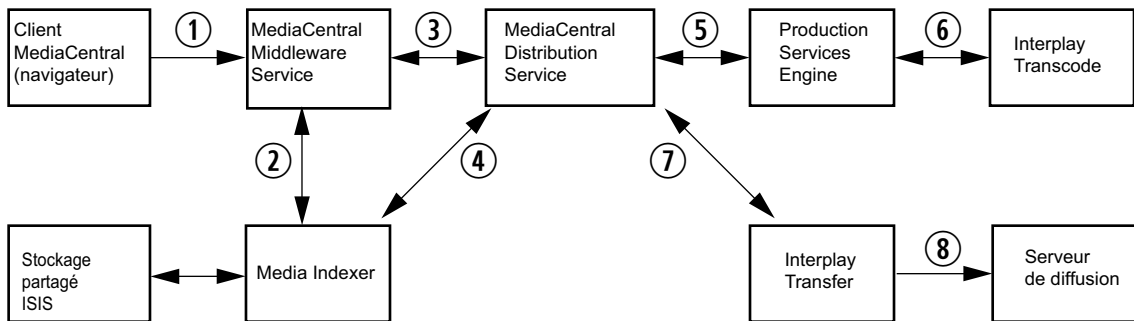 Client
MediaCentral
(navigateur)
①
MediaCentral
Middleware
Service
③
MediaCentral
Distribution
Service
⑤
Production
Services
Engine
⑥
Interplay
Transcode
②
④
⑦
Stockage
partagé
ISIS
Media Indexer
Interplay
Transfer
⑧
Serveur
de diffusion